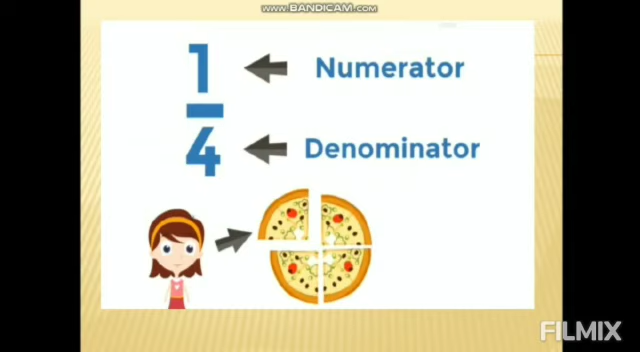 WWW.BANDICAM.COM
1
Numerator
4
Denominator
FILMIX